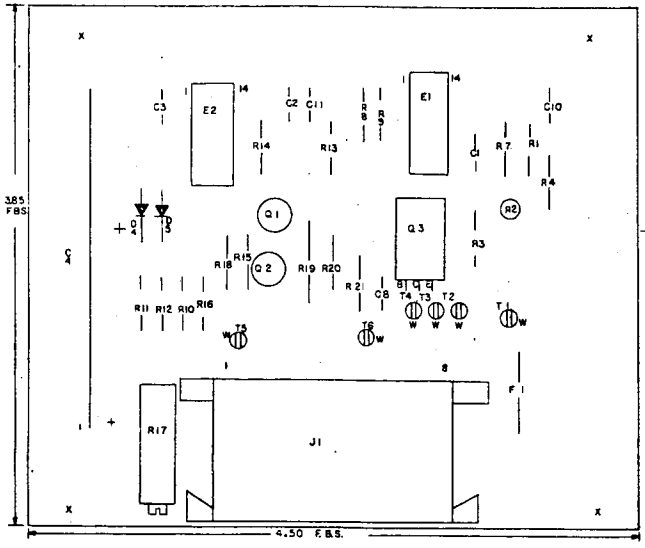 X X
1 14 1 14
C3 E2 C2 C11 R8 R9 E1 C10
R14 R13 C1 R7 R1
R4
3.85
F.B.S.
D4 D5 Q1 R2
C4 Q3 R3
R18 R15 Q2 R19 R20
R21 C8 B C E
R11 R12 R10 R16 T4 T3 T2 T1
W T5 T6 W W W W W
1 8
F1
R17
J1
X X
4.50 F.B.S.